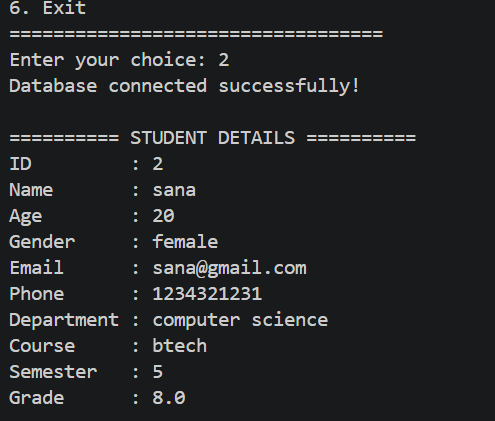 6. Exit
==================================
Enter your choice: 2
Database connected successfully!
========== STUDENT DETAILS ==========
ID         : 2
Name       : sana
Age        : 20
Gender     : female
Email      : sana@gmail.com
Phone      : 1234321231
Department : computer science
Course     : btech
Semester   : 5
Grade      : 8.0